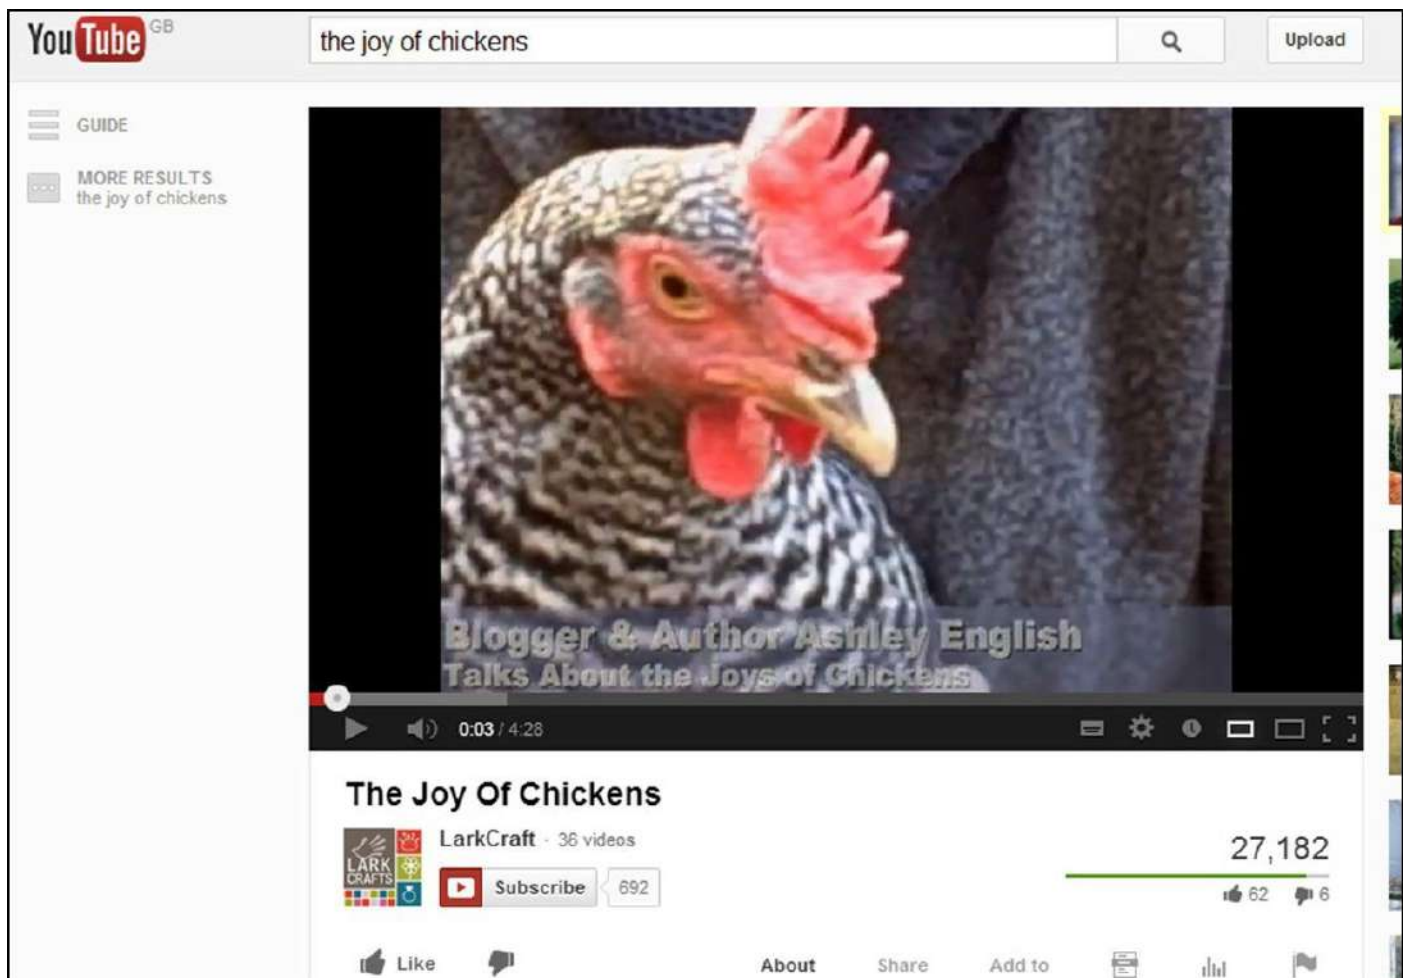 YouTube GB
the joy of chickens
Upload
GUIDE
MORE RESULTS
the joy of chickens
Blogger & Author Ashley English
Talks About the Joys of Chickens
0:03 / 4:28
The Joy Of Chickens
LARK
CRAFTS
LarkCraft - 36 videos
Subscribe 692
27,182
62 6
Like
About Share Add to